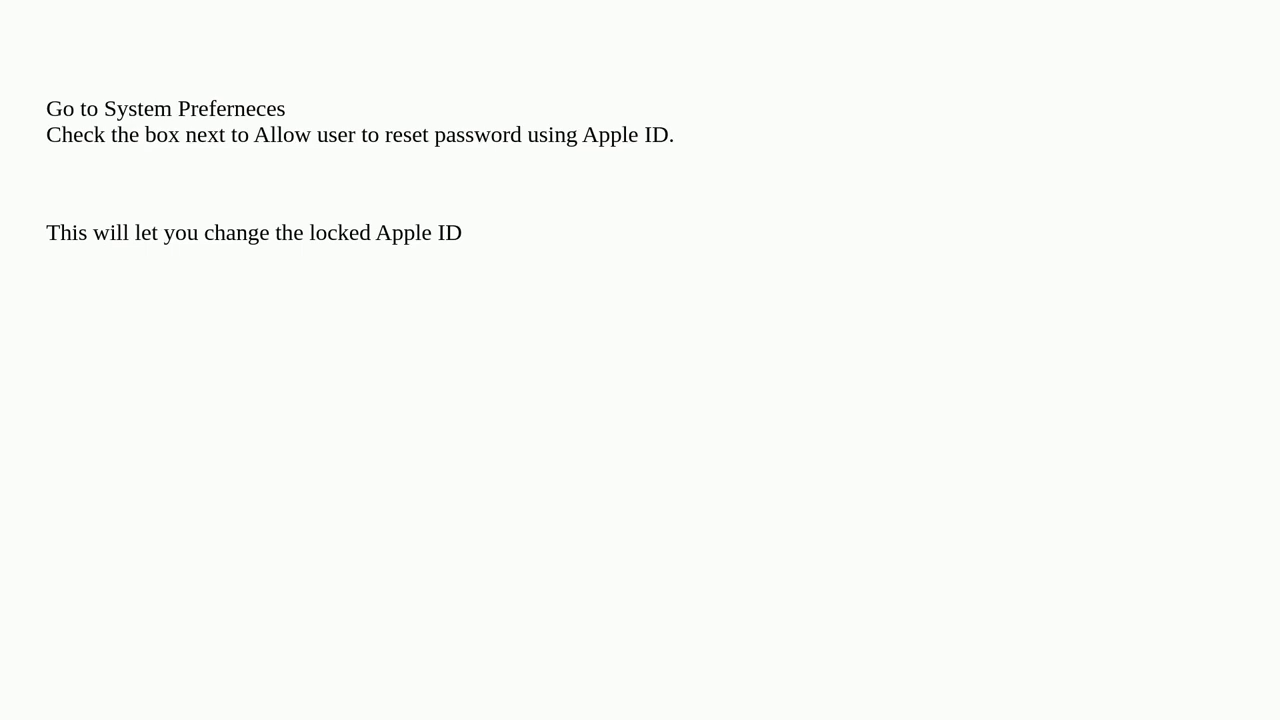 Go to System Preferneces
Check the box next to Allow user to reset password using Apple ID.
This will let you change the locked Apple ID